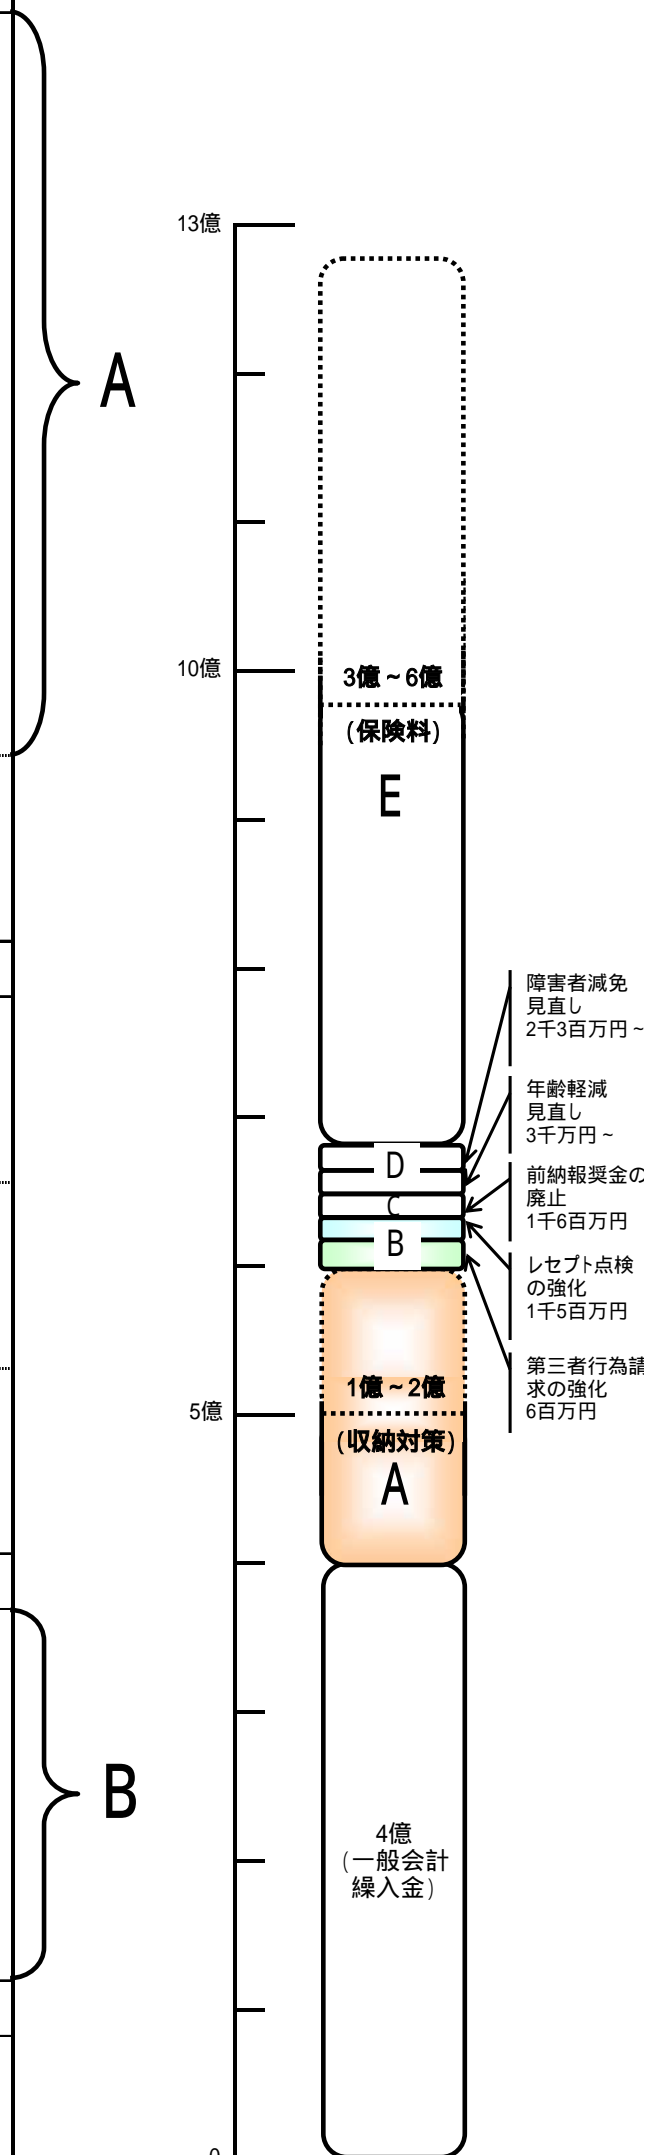 A
13億
10億
3億～6億
(保険料)
E
障害者減免
見直し
2千3百万円～
年齢軽減
見直し
3千万円～
前納報奨金の
廃止
1千6百万円
レセプト点検
の強化
1千5百万円
第三者行為請
求の強化
6百万円
D
C
B
5億
1億～2億
(収納対策)
A
B
4億
(一般会計
繰入金)
0